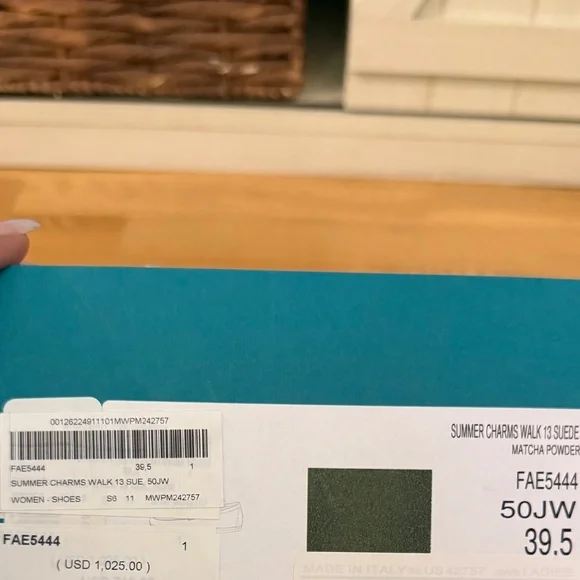 00126224911101MWPM242757
FAE5444 39,5 1
SUMMER CHARMS WALK 13 SUE, 50JW
WOMEN - SHOES S6 11 MWPM242757
FAE5444 1
( USD 1,025.00 )
SUMMER CHARMS WALK 13 SUEDE
MATCHA POWDER
FAE5444
50JW
39.5
MADE IN ITALY